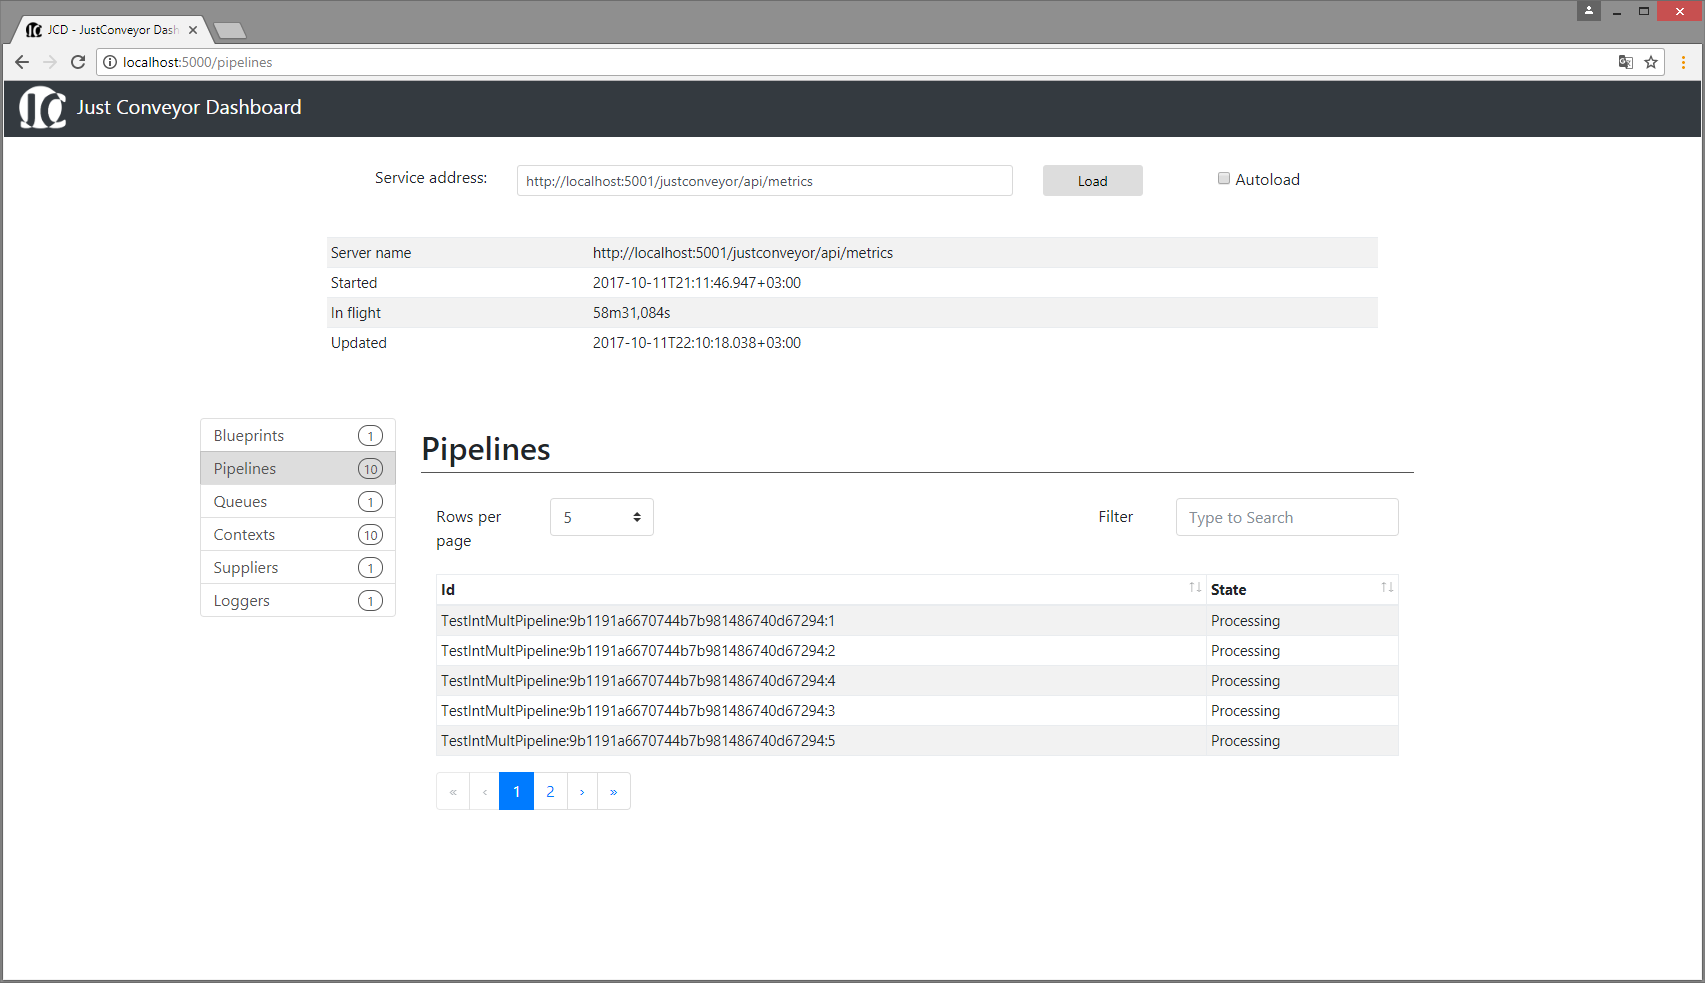 JCD - JustConveyor Dash
localhost:5000/pipelines
JC Just Conveyor Dashboard
Service address: http://localhost:5001/justconveyor/api/metrics Load Autoload
Server name http://localhost:5001/justconveyor/api/metrics
Started 2017-10-11T21:11:46.947+03:00
In flight 58m31,084s
Updated 2017-10-11T22:10:18.038+03:00
Blueprints 1
Pipelines 10
Queues 1
Contexts 10
Suppliers 1
Loggers 1
Pipelines
Rows per
page
5
Filter Type to Search
Id State
TestIntMultPipeline:9b1191a6670744b7b981486740d67294:1 Processing
TestIntMultPipeline:9b1191a6670744b7b981486740d67294:2 Processing
TestIntMultPipeline:9b1191a6670744b7b981486740d67294:4 Processing
TestIntMultPipeline:9b1191a6670744b7b981486740d67294:3 Processing
TestIntMultPipeline:9b1191a6670744b7b981486740d67294:5 Processing
« ‹ 1 2 › »